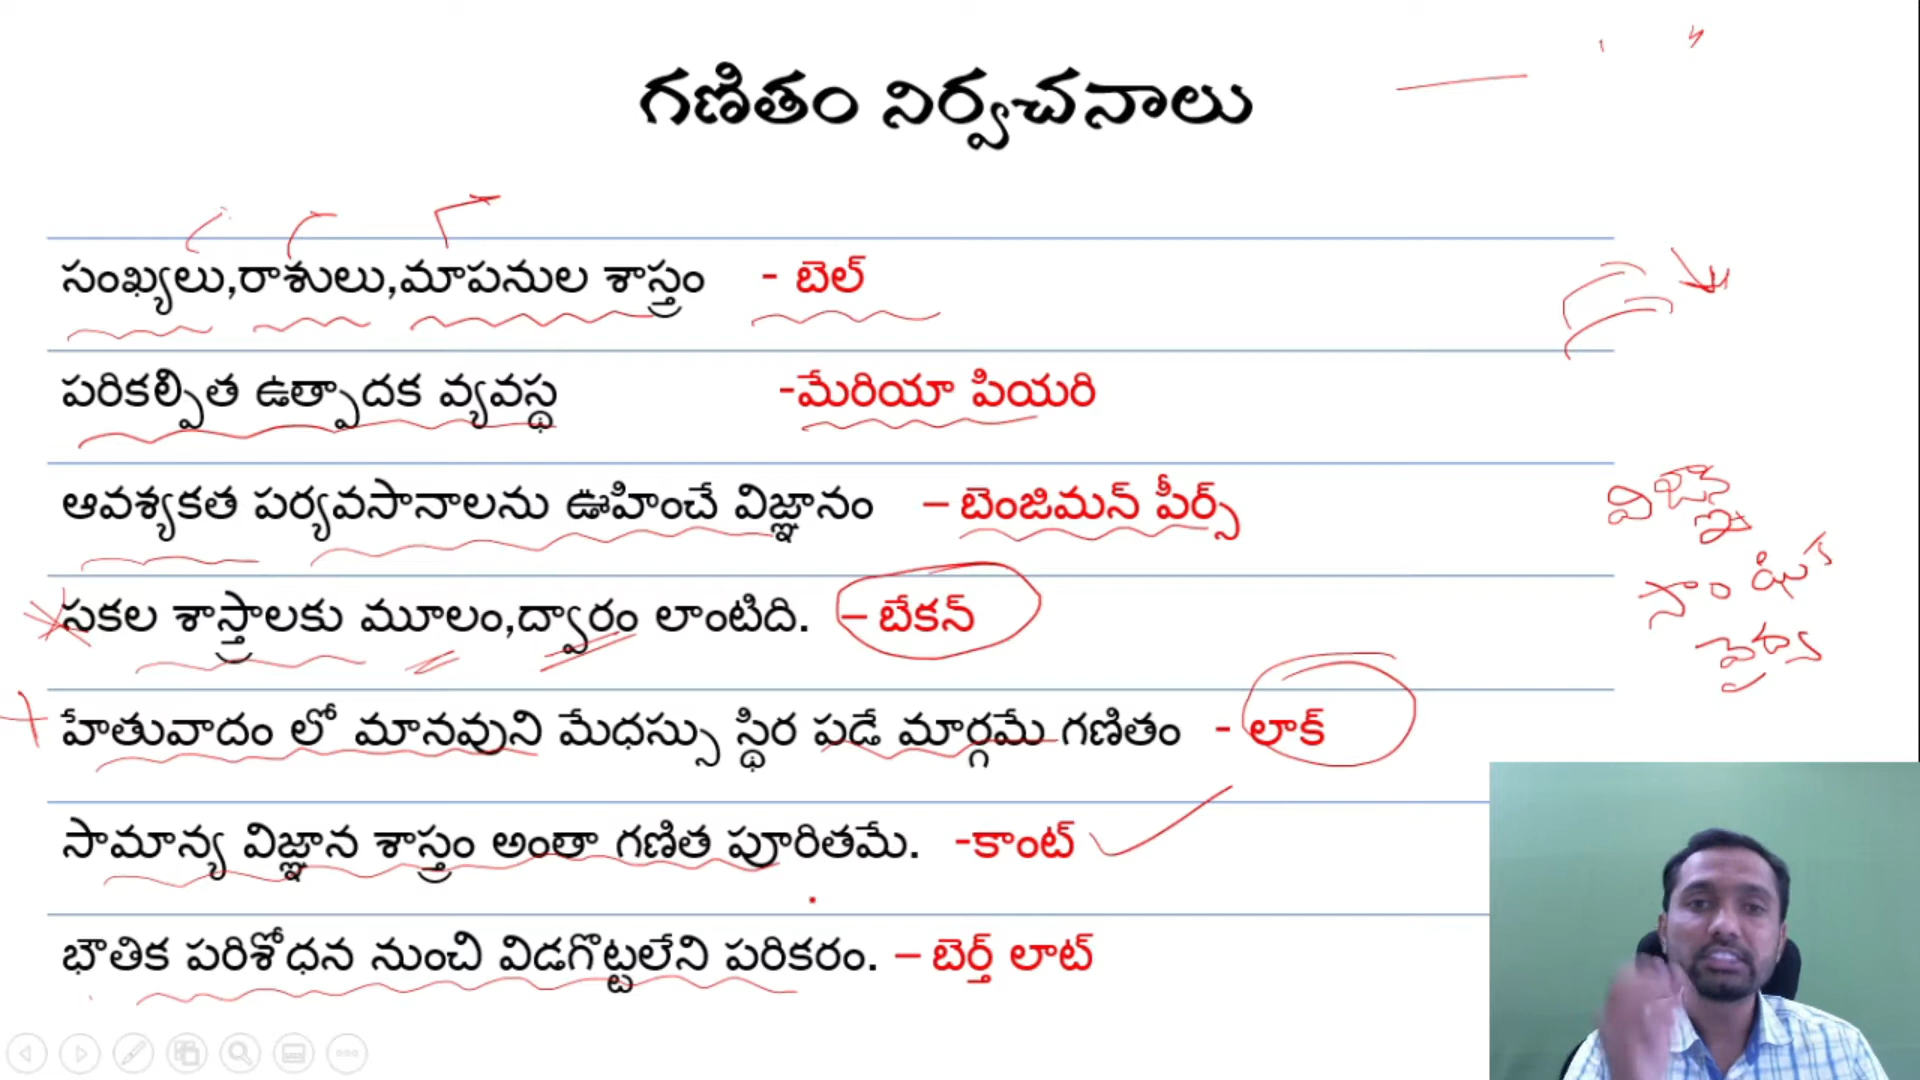 గణితం నిర్వచనాలు
సంఖ్యలు,రాశులు,మాపనుల శాస్త్రం - బెల్
పరికల్పిత ఉత్పాదక వ్యవస్థ -మేరియా పియరి
ఆవశ్యకత పర్యవసానాలను ఊహించే విజ్ఞానం – బెంజిమన్ పీర్స్
సకల శాస్త్రాలకు మూలం,ద్వారం లాంటిది. – బేకన్
హేతువాదం లో మానవుని మేధస్సు స్థిర పడే మార్గమే గణితం - లాక్
సామాన్య విజ్ఞాన శాస్త్రం అంతా గణిత పూరితమే. -కాంట్
భౌతిక పరిశోధన నుంచి విడగొట్టలేని పరికరం. – బెర్త్ లాట్